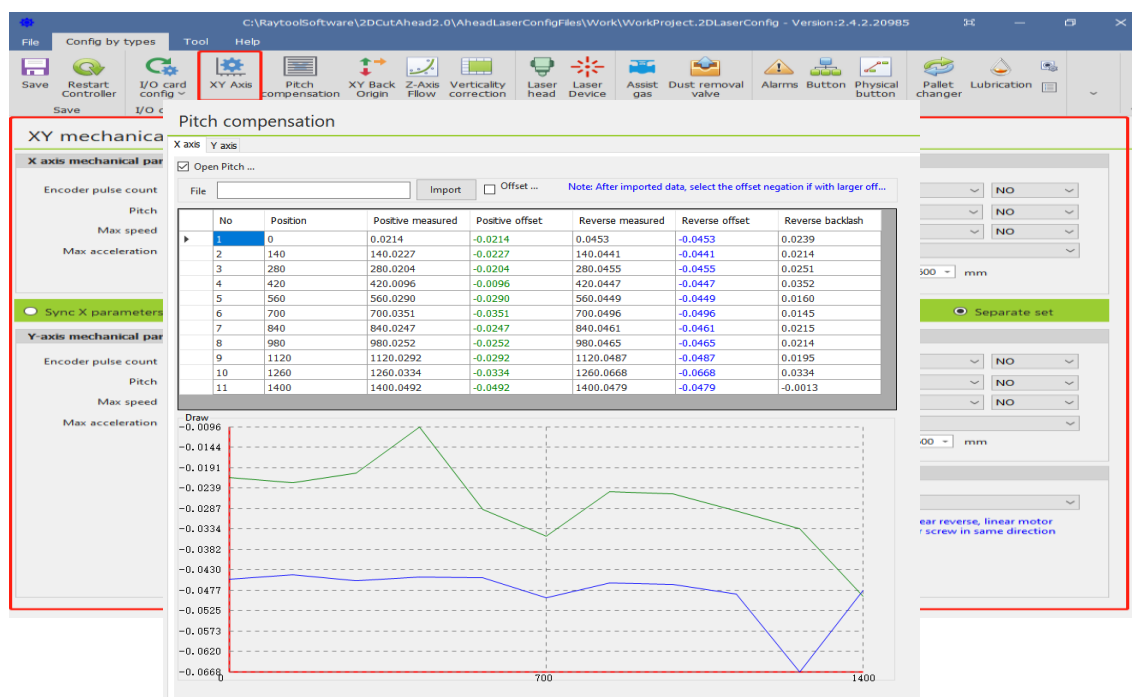 C:\RaytoolSoftware\2DCutAhead2.0\AheadLaserConfigFiles\Work\WorkProject.2DLaserConfig - Version:2.4.2.20985
File Config by types Tool Help
Save Restart Controller I/O card config XY Axis Pitch compensation XY Back Origin Z-Axis Fllow Verticality correction Laser head Laser Device Assist gas Dust removal valve Alarms Button Physical button Pallet changer Lubrication
Save I/O c
XY mechanica
X axis mechanical par
Encoder pulse count
Pitch
Max speed
Max acceleration
NO
NO
NO
mm
Sync X parameters
Separate set
Y-axis mechanical par
Encoder pulse count
Pitch
Max speed
Max acceleration
NO
NO
NO
mm
ear reverse, linear motor
screw in same direction
Pitch compensation
X axis Y axis
Open Pitch ...
File Import Offset ... Note: After imported data, select the offset negation if with larger off...
No Position Positive measured Positive offset Reverse measured Reverse offset Reverse backlash
1 0 0.0214 -0.0214 0.0453 -0.0453 0.0239
2 140 140.0227 -0.0227 140.0441 -0.0441 0.0214
3 280 280.0204 -0.0204 280.0455 -0.0455 0.0251
4 420 420.0096 -0.0096 420.0447 -0.0447 0.0352
5 560 560.0290 -0.0290 560.0449 -0.0449 0.0160
6 700 700.0351 -0.0351 700.0496 -0.0496 0.0145
7 840 840.0247 -0.0247 840.0461 -0.0461 0.0215
8 980 980.0252 -0.0252 980.0465 -0.0465 0.0214
9 1120 1120.0292 -0.0292 1120.0487 -0.0487 0.0195
10 1260 1260.0334 -0.0334 1260.0668 -0.0668 0.0334
11 1400 1400.0492 -0.0492 1400.0479 -0.0479 -0.0013
Draw
-0.0096
-0.0144
-0.0191
-0.0239
-0.0287
-0.0334
-0.0382
-0.0430
-0.0477
-0.0525
-0.0573
-0.0620
-0.0668
0 700 1400